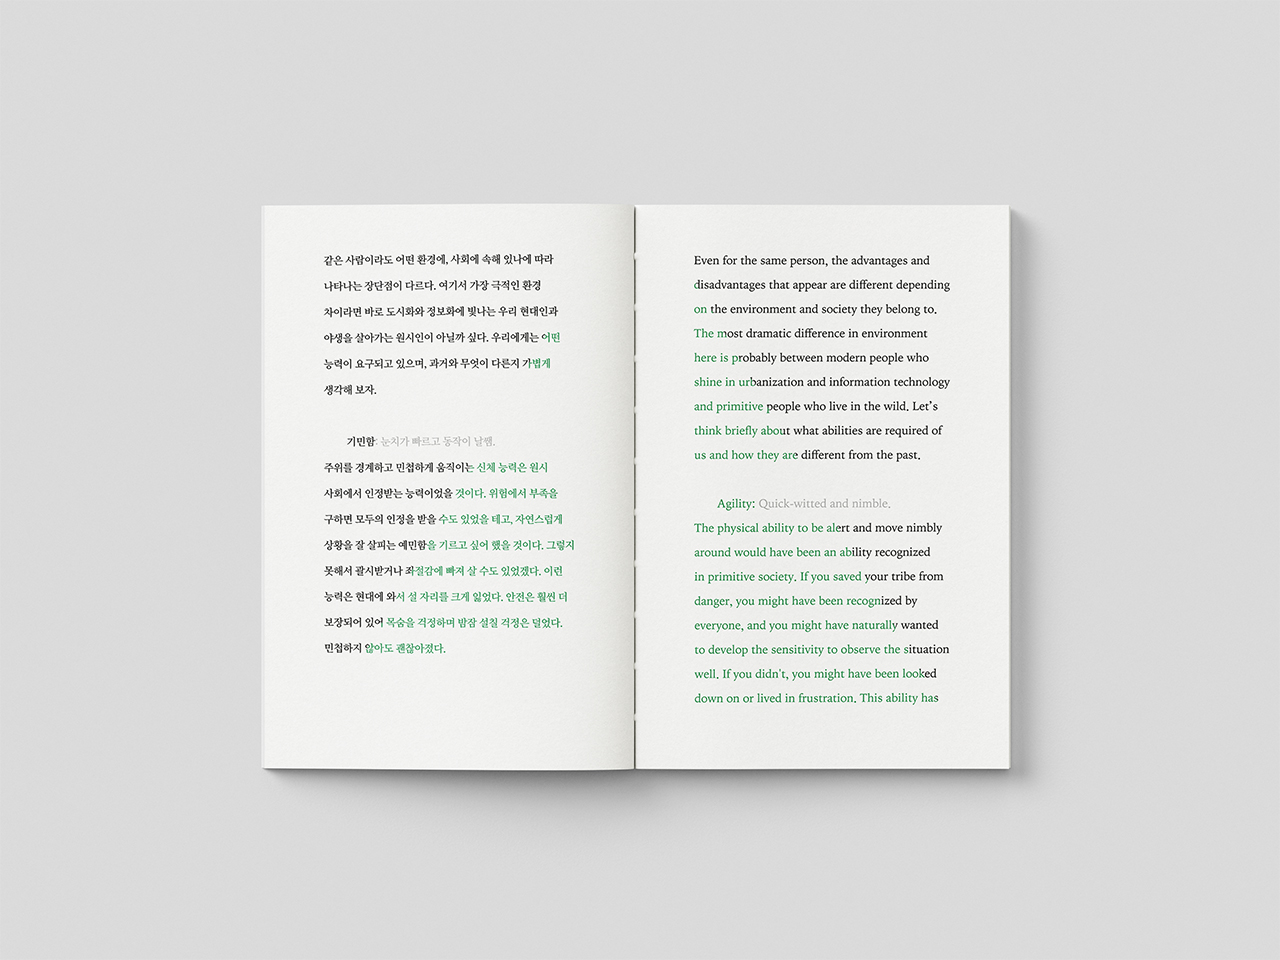 같은 사람이라도 어떤 환경에, 사회에 속해 있나에 따라
나타나는 장단점이 다르다. 여기서 가장 극적인 환경
차이라면 바로 도시화와 정보화에 빛나는 우리 현대인과
야생을 살아가는 원시인이 아닐까 싶다. 우리에게는 어떤
능력이 요구되고 있으며, 과거와 무엇이 다른지 가볍게
생각해 보자.
기민함: 눈치가 빠르고 동작이 날쌤.
주위를 경계하고 민첩하게 움직이는 신체 능력은 원시
사회에서 인정받는 능력이었을 것이다. 위험에서 부족을
구하면 모두의 인정을 받을 수도 있었을 테고, 자연스럽게
상황을 잘 살피는 예민함을 기르고 싶어 했을 것이다. 그렇지
못해서 괄시받거나 좌절감에 빠져 살 수도 있었겠다. 이런
능력은 현대에 와서 설 자리를 크게 잃었다. 안전은 훨씬 더
보장되어 있어 목숨을 걱정하며 밤잠 설칠 걱정은 덜었다.
민첩하지 않아도 괜찮아졌다.
Even for the same person, the advantages and
disadvantages that appear are different depending
on the environment and society they belong to.
The most dramatic difference in environment
here is probably between modern people who
shine in urbanization and information technology
and primitive people who live in the wild. Let’s
think briefly about what abilities are required of
us and how they are different from the past.
Agility: Quick-witted and nimble.
The physical ability to be alert and move nimbly
around would have been an ability recognized
in primitive society. If you saved your tribe from
danger, you might have been recognized by
everyone, and you might have naturally wanted
to develop the sensitivity to observe the situation
well. If you didn't, you might have been looked
down on or lived in frustration. This ability has